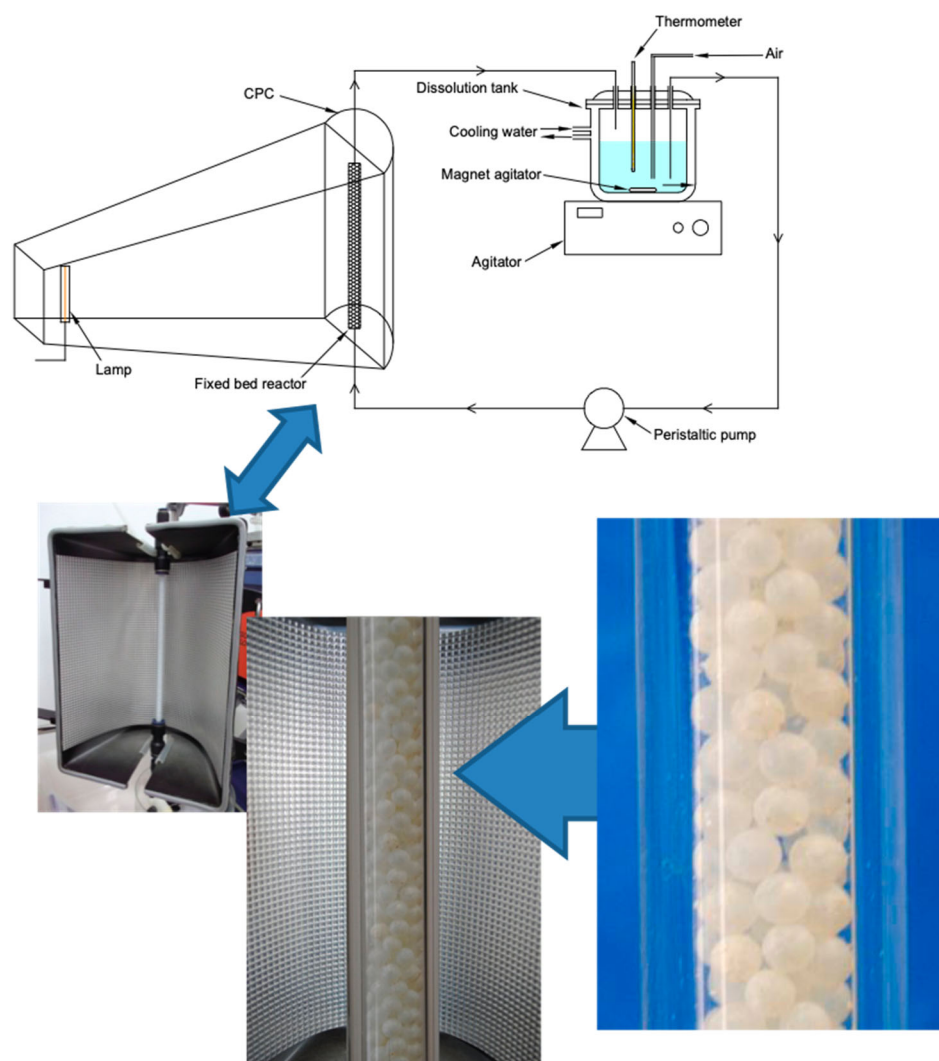 Thermometer
Air
CPC
Dissolution tank
Cooling water
Magnet agitator
Agitator
Lamp
Fixed bed reactor
Peristaltic pump